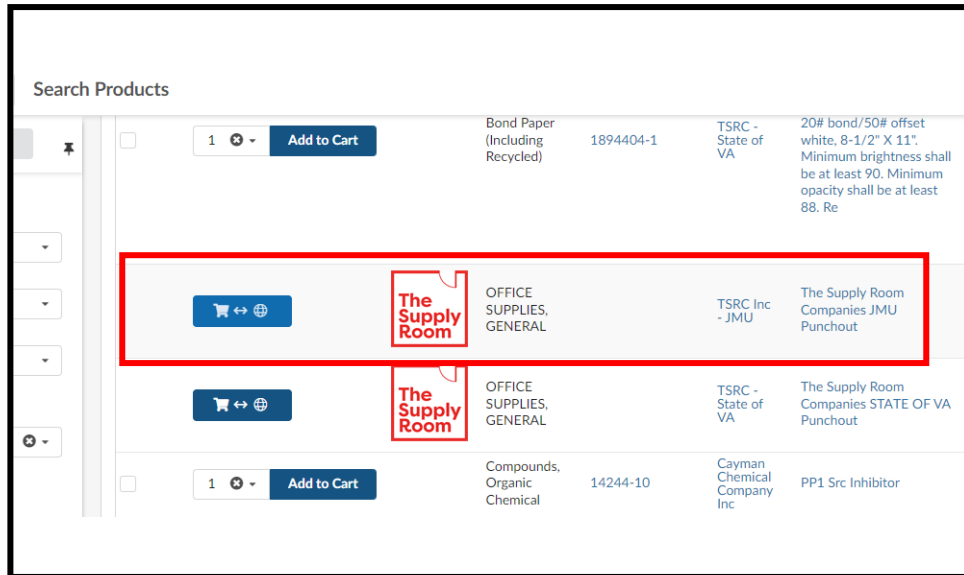 Search Products
1
Add to Cart
Bond Paper
(Including
Recycled)
1894404-1
TSRC -
State of
VA
20# bond/50# offset
white, 8-1/2" X 11".
Minimum brightness shall
be at least 90. Minimum
opacity shall be at least
88. Re
The
Supply
Room
OFFICE
SUPPLIES,
GENERAL
TSRC Inc
- JMU
The Supply Room
Companies JMU
Punchout
The
Supply
Room
OFFICE
SUPPLIES,
GENERAL
TSRC -
State of
VA
The Supply Room
Companies STATE OF VA
Punchout
1
Add to Cart
Compounds,
Organic
Chemical
14244-10
Cayman
Chemical
Company
Inc
PP1 Src Inhibitor